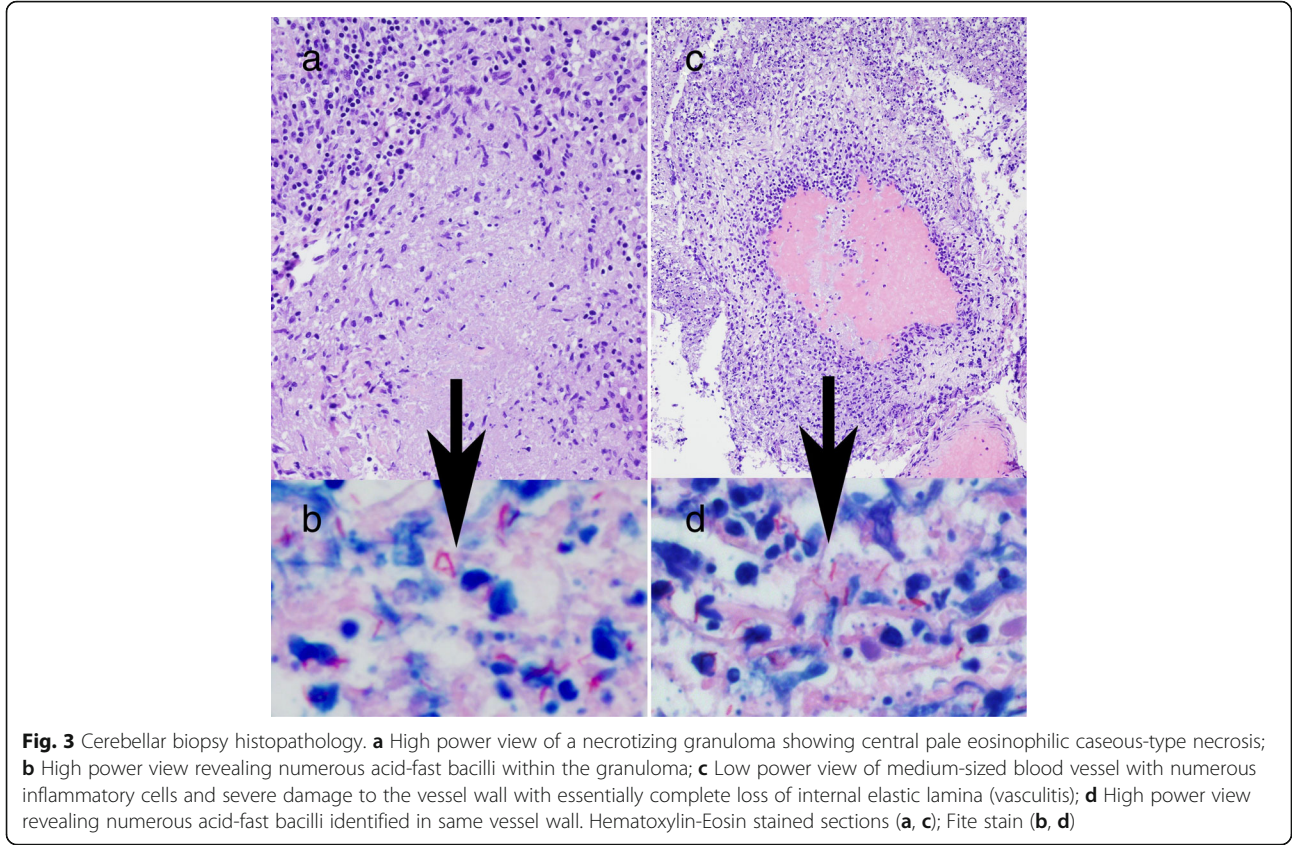 a
c
b
d
Fig. 3 Cerebellar biopsy histopathology. a High power view of a necrotizing granuloma showing central pale eosinophilic caseous-type necrosis;
b High power view revealing numerous acid-fast bacilli within the granuloma; c Low power view of medium-sized blood vessel with numerous
inflammatory cells and severe damage to the vessel wall with essentially complete loss of internal elastic lamina (vasculitis); d High power view
revealing numerous acid-fast bacilli identified in same vessel wall. Hematoxylin-Eosin stained sections (a, c); Fite stain (b, d)